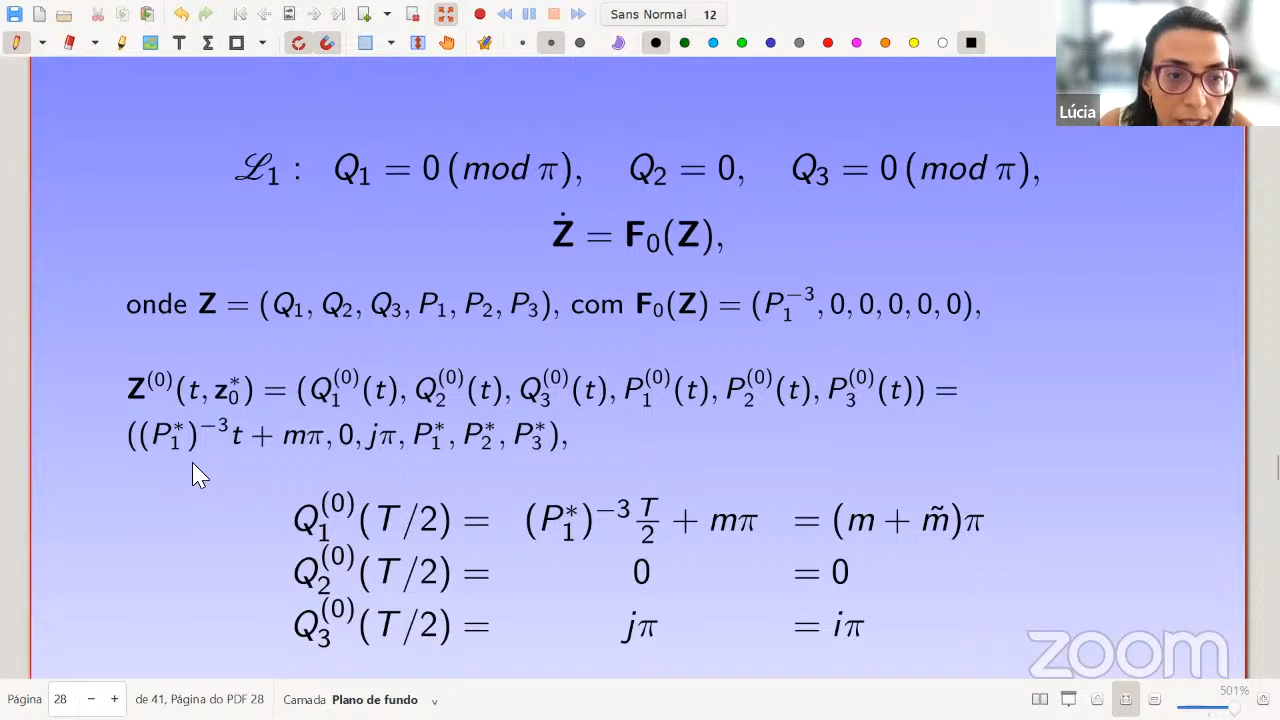 Sans Normal 12
Lúcia
ℒ₁ : Q₁ = 0 (mod π), Q₂ = 0, Q₃ = 0 (mod π),
Ż = F₀(Z),
onde Z = (Q₁, Q₂, Q₃, P₁, P₂, P₃), com F₀(Z) = (P₁⁻³, 0, 0, 0, 0, 0),
Z⁽⁰⁾(t, z₀*) = (Q₁⁽⁰⁾(t), Q₂⁽⁰⁾(t), Q₃⁽⁰⁾(t), P₁⁽⁰⁾(t), P₂⁽⁰⁾(t), P₃⁽⁰⁾(t)) =
((P₁*)⁻³t + mπ, 0, jπ, P₁*, P₂*, P₃*),
Q₁⁽⁰⁾(T/2) = (P₁*)⁻³ T/2 + mπ = (m + m̃)π
Q₂⁽⁰⁾(T/2) = 0 = 0
Q₃⁽⁰⁾(T/2) = jπ = iπ
zoom
Página 28 de 41, Página do PDF 28 Camada Plano de fundo 501%